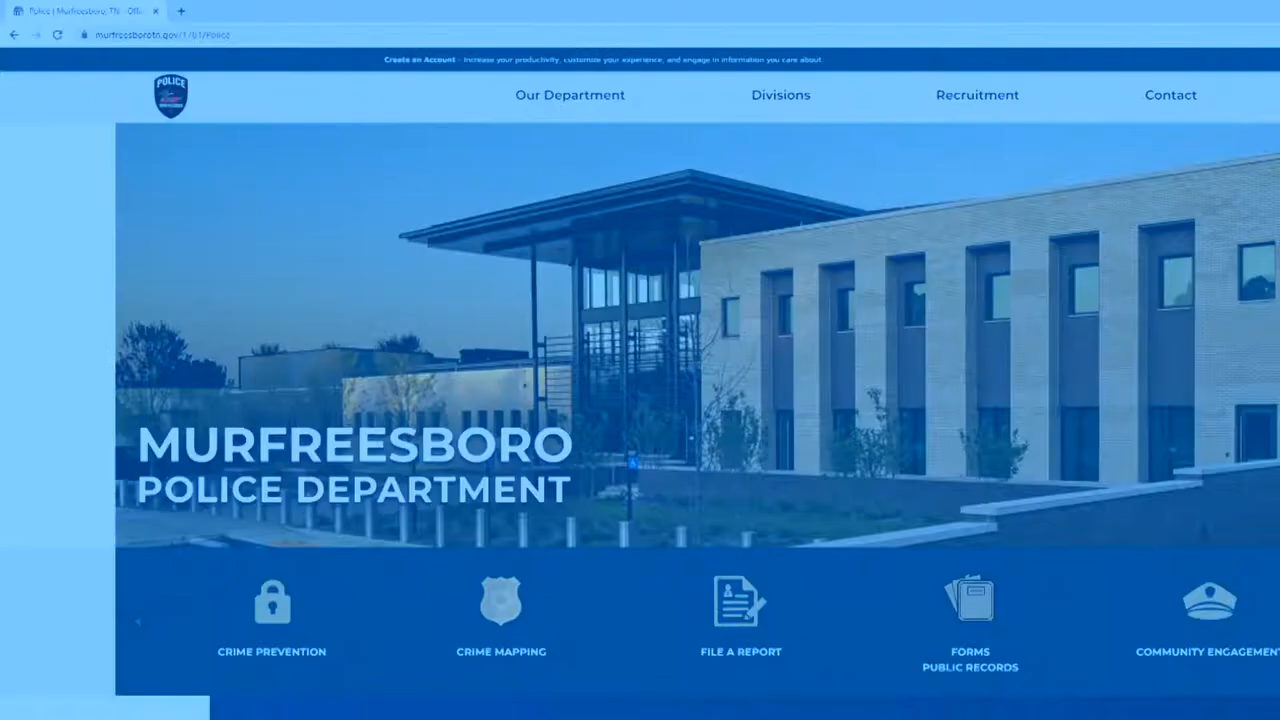 Police | Murfreesboro, TN - Offi
murfreesborotn.gov/1781/Police
Create an Account - Increase your productivity, customize your experience, and engage in information you care about.
POLICE
Our Department
Divisions
Recruitment
Contact
MURFREESBORO
POLICE DEPARTMENT
CRIME PREVENTION
CRIME MAPPING
FILE A REPORT
FORMS
PUBLIC RECORDS
COMMUNITY ENGAGEMENT